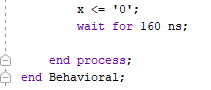 x <= '0';
wait for 160 ns;
end process;
end Behavioral;